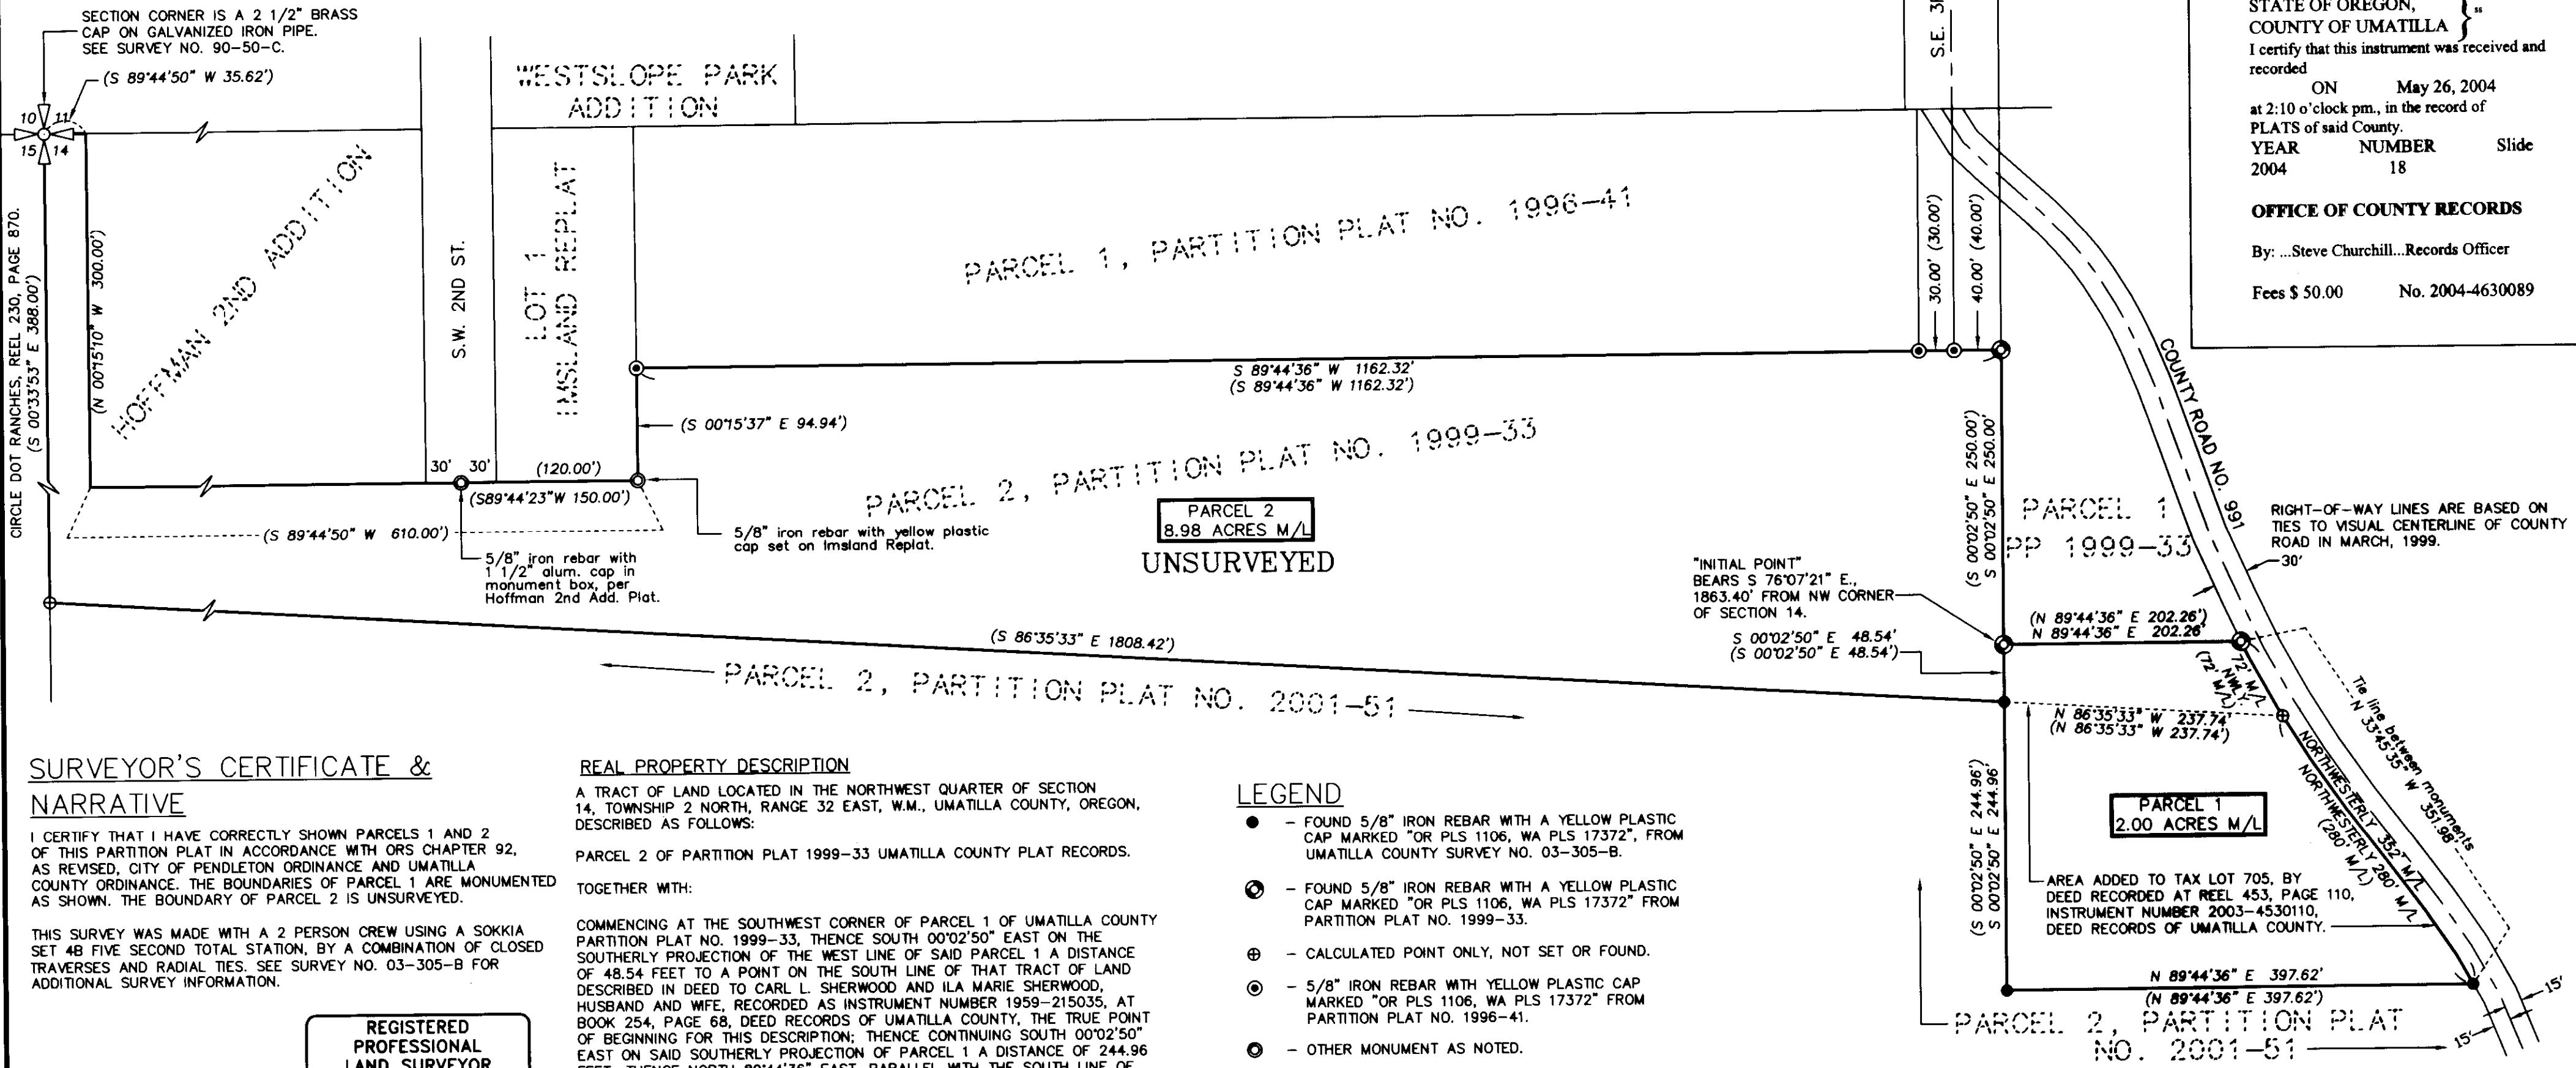 SECTION CORNER IS A 2 1/2" BRASS
CAP ON GALVANIZED IRON PIPE.
SEE SURVEY NO. 90-50-C.
(S 89°44'50" W 35.62')
10 11
15 14
CIRCLE DOT RANCHES, REEL 230, PAGE 870.
(S 00°33'53" E 388.00')
(N 00°15'10" W 300.00')
HOFFMAN 2ND ADDITION
S.W. 2ND ST.
WESTSLOPE PARK
ADDITION
LOT 1
IMSLAND REPLAT
PARCEL 1, PARTITION PLAT NO. 1996-41
S.E.
30.00' (30.00')
40.00' (40.00')
STATE OF OREGON,
COUNTY OF UMATILLA } ss
I certify that this instrument was received and
recorded
ON May 26, 2004
at 2:10 o'clock pm., in the record of
PLATS of said County.
YEAR NUMBER Slide
2004 18
OFFICE OF COUNTY RECORDS
By: ...Steve Churchill...Records Officer
Fees $ 50.00 No. 2004-4630089
S 89°44'36" W 1162.32'
(S 89°44'36" W 1162.32')
(S 00°15'37" E 94.94')
30' 30' (120.00')
(S89°44'23"W 150.00')
(S 89°44'50" W 610.00')
5/8" iron rebar with
1 1/2" alum. cap in
monument box, per
Hoffman 2nd Add. Plat.
5/8" iron rebar with yellow plastic
cap set on Imsland Replat.
PARCEL 2, PARTITION PLAT NO. 1999-33
PARCEL 2
8.98 ACRES M/L
UNSURVEYED
(S 00°02'50" E 250.00')
S 00°02'50" E 250.00'
PARCEL 1
PP 1999-33
COUNTY ROAD NO. 991
RIGHT-OF-WAY LINES ARE BASED ON
TIES TO VISUAL CENTERLINE OF COUNTY
ROAD IN MARCH, 1999.
30'
"INITIAL POINT"
BEARS S 76°07'21" E.,
1863.40' FROM NW CORNER
OF SECTION 14.
S 00°02'50" E 48.54'
(S 00°02'50" E 48.54')
(N 89°44'36" E 202.26')
N 89°44'36" E 202.26'
72' M/L
NWLY
(72' M/L)
(S 86°35'33" E 1808.42')
PARCEL 2, PARTITION PLAT NO. 2001-51
N 86°35'33" W 237.74'
(N 86°35'33" W 237.74')
Tie line between monuments
N 33°45'35" W 351.98'
NORTHWESTERLY 352' M/L
NORTHWESTERLY 280' M/L
(280' M/L)
PARCEL 1
2.00 ACRES M/L
(S 00°02'50" E 244.96')
S 00°02'50" E 244.96'
AREA ADDED TO TAX LOT 705, BY
DEED RECORDED AT REEL 453, PAGE 110,
INSTRUMENT NUMBER 2003-4530110,
DEED RECORDS OF UMATILLA COUNTY.
N 89°44'36" E 397.62'
(N 89°44'36" E 397.62')
15'
15'
PARCEL 2, PARTITION PLAT
NO. 2001-51
SURVEYOR'S CERTIFICATE &
NARRATIVE
I CERTIFY THAT I HAVE CORRECTLY SHOWN PARCELS 1 AND 2
OF THIS PARTITION PLAT IN ACCORDANCE WITH ORS CHAPTER 92,
AS REVISED, CITY OF PENDLETON ORDINANCE AND UMATILLA
COUNTY ORDINANCE. THE BOUNDARIES OF PARCEL 1 ARE MONUMENTED
AS SHOWN. THE BOUNDARY OF PARCEL 2 IS UNSURVEYED.
THIS SURVEY WAS MADE WITH A 2 PERSON CREW USING A SOKKIA
SET 4B FIVE SECOND TOTAL STATION, BY A COMBINATION OF CLOSED
TRAVERSES AND RADIAL TIES. SEE SURVEY NO. 03-305-B FOR
ADDITIONAL SURVEY INFORMATION.
REGISTERED
PROFESSIONAL
LAND SURVEYOR
REAL PROPERTY DESCRIPTION
A TRACT OF LAND LOCATED IN THE NORTHWEST QUARTER OF SECTION
14, TOWNSHIP 2 NORTH, RANGE 32 EAST, W.M., UMATILLA COUNTY, OREGON,
DESCRIBED AS FOLLOWS:
PARCEL 2 OF PARTITION PLAT 1999-33 UMATILLA COUNTY PLAT RECORDS.
TOGETHER WITH:
COMMENCING AT THE SOUTHWEST CORNER OF PARCEL 1 OF UMATILLA COUNTY
PARTITION PLAT NO. 1999-33, THENCE SOUTH 00°02'50" EAST ON THE
SOUTHERLY PROJECTION OF THE WEST LINE OF SAID PARCEL 1 A DISTANCE
OF 48.54 FEET TO A POINT ON THE SOUTH LINE OF THAT TRACT OF LAND
DESCRIBED IN DEED TO CARL L. SHERWOOD AND ILA MARIE SHERWOOD,
HUSBAND AND WIFE, RECORDED AS INSTRUMENT NUMBER 1959-215035, AT
BOOK 254, PAGE 68, DEED RECORDS OF UMATILLA COUNTY, THE TRUE POINT
OF BEGINNING FOR THIS DESCRIPTION; THENCE CONTINUING SOUTH 00°02'50"
EAST ON SAID SOUTHERLY PROJECTION OF PARCEL 1 A DISTANCE OF 244.96
FEET, THENCE NORTH 89°44'36" EAST, PARALLEL WITH THE SOUTH LINE OF
LEGEND
- FOUND 5/8" IRON REBAR WITH A YELLOW PLASTIC
CAP MARKED "OR PLS 1106, WA PLS 17372", FROM
UMATILLA COUNTY SURVEY NO. 03-305-B.
- FOUND 5/8" IRON REBAR WITH A YELLOW PLASTIC
CAP MARKED "OR PLS 1106, WA PLS 17372" FROM
PARTITION PLAT NO. 1999-33.
- CALCULATED POINT ONLY, NOT SET OR FOUND.
- 5/8" IRON REBAR WITH YELLOW PLASTIC CAP
MARKED "OR PLS 1106, WA PLS 17372" FROM
PARTITION PLAT NO. 1996-41.
- OTHER MONUMENT AS NOTED.